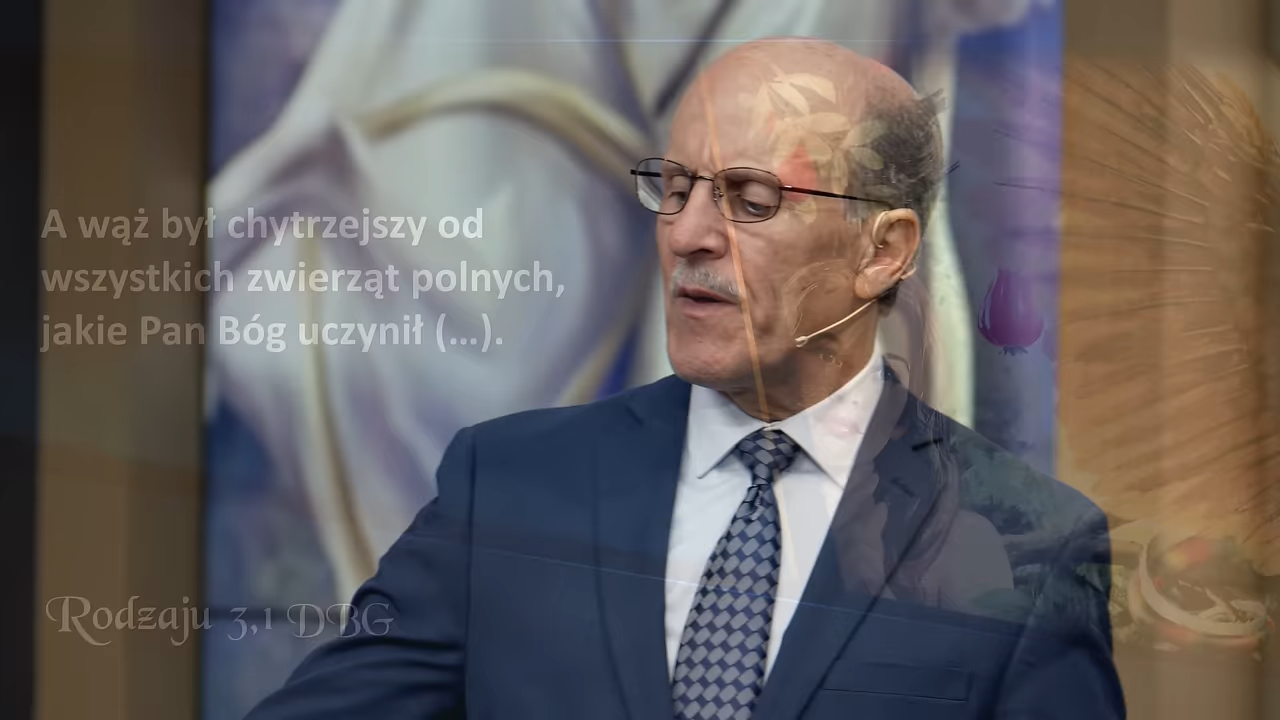 A wąż był chytrzejszy od
wszystkich zwierząt polnych,
jakie Pan Bóg uczynił (...).
Rodzaju 3,1 DBG